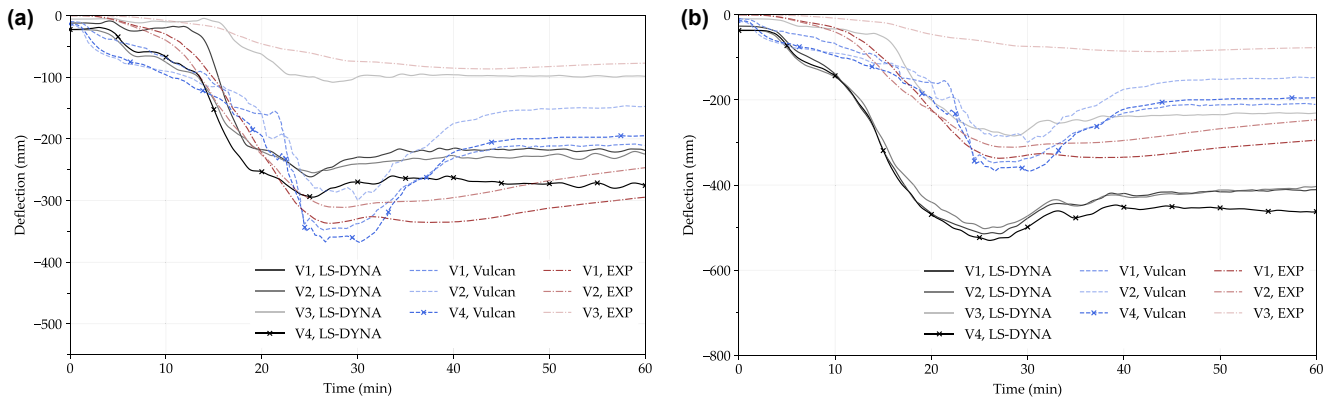 (a)
0
−100
−200
−300
−400
−500
Deflection (mm)
V1, LS-DYNA
V2, LS-DYNA
V3, LS-DYNA
V4, LS-DYNA
V1, Vulcan
V2, Vulcan
V4, Vulcan
V1, EXP
V2, EXP
V3, EXP
0 10 20 30 40 50 60
Time (min)
(b)
0
−200
−400
−600
−800
Deflection (mm)
V1, LS-DYNA
V2, LS-DYNA
V3, LS-DYNA
V4, LS-DYNA
V1, Vulcan
V2, Vulcan
V4, Vulcan
V1, EXP
V2, EXP
V3, EXP
0 10 20 30 40 50 60
Time (min)